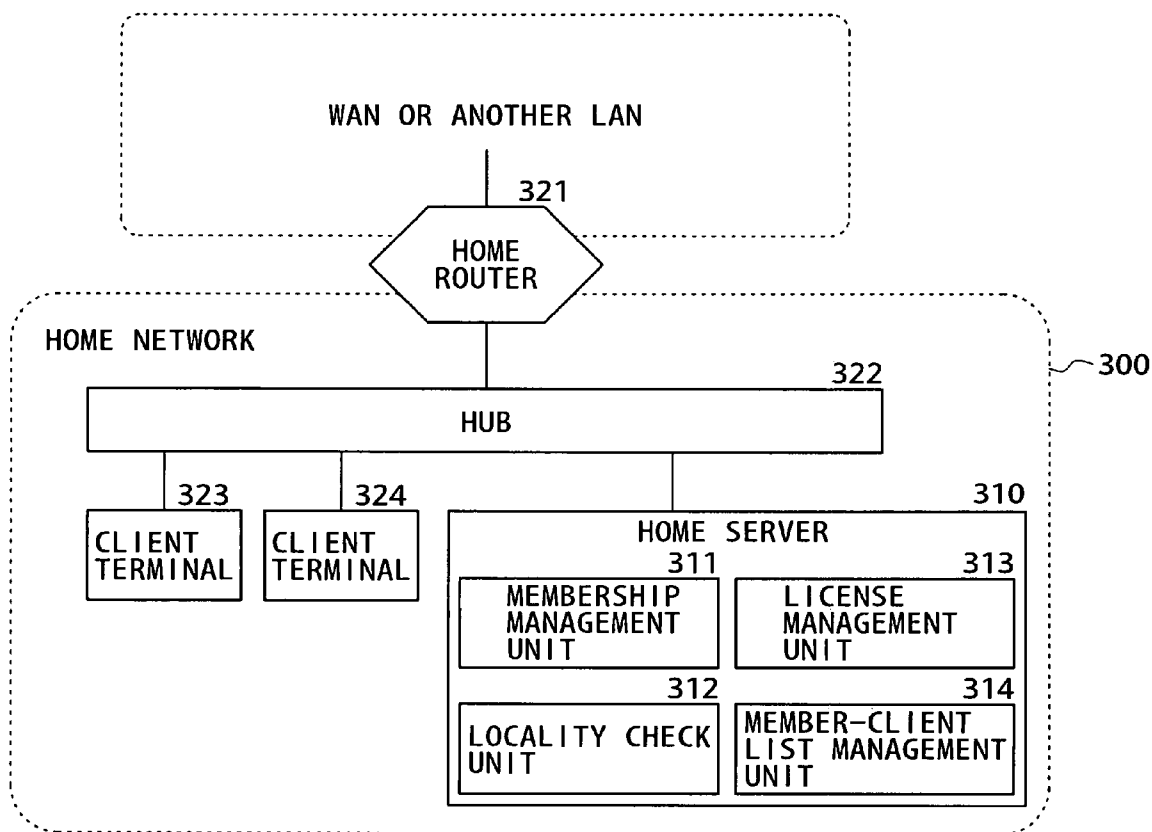 WAN OR ANOTHER LAN
321
HOME
ROUTER
HOME NETWORK
300
322
HUB
323
324
310
CLIENT
TERMINAL
CLIENT
TERMINAL
HOME SERVER
311
313
MEMBERSHIP
MANAGEMENT
UNIT
LICENSE
MANAGEMENT
UNIT
312
314
LOCALITY CHECK
UNIT
MEMBER-CLIENT
LIST MANAGEMENT
UNIT